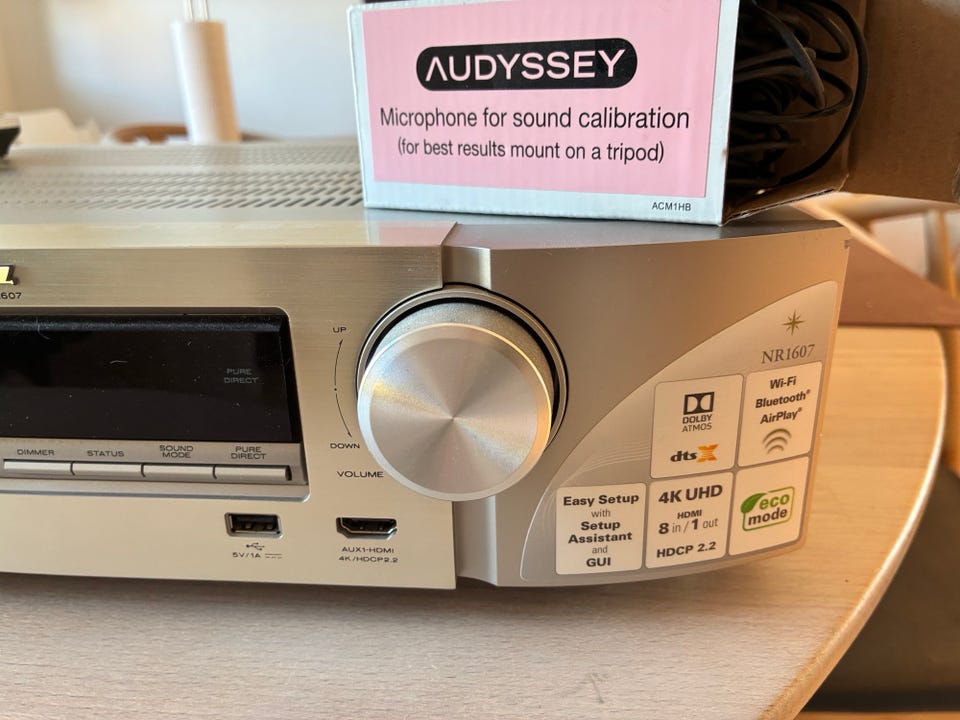 AUDYSSEY
Microphone for sound calibration
(for best results mount on a tripod)
ACM1HB
607
PURE
DIRECT
UP
DOWN
VOLUME
DIMMER
STATUS
SOUND
MODE
PURE
DIRECT
5V/1A
AUX1-HDMI
4K/HDCP2.2
NR1607
DOLBY
ATMOS
dtsX
Wi-Fi
Bluetooth®
AirPlay®
Easy Setup
with
Setup
Assistant
and
GUI
4K UHD
HDMI
8 in / 1 out
HDCP 2.2
eco
mode